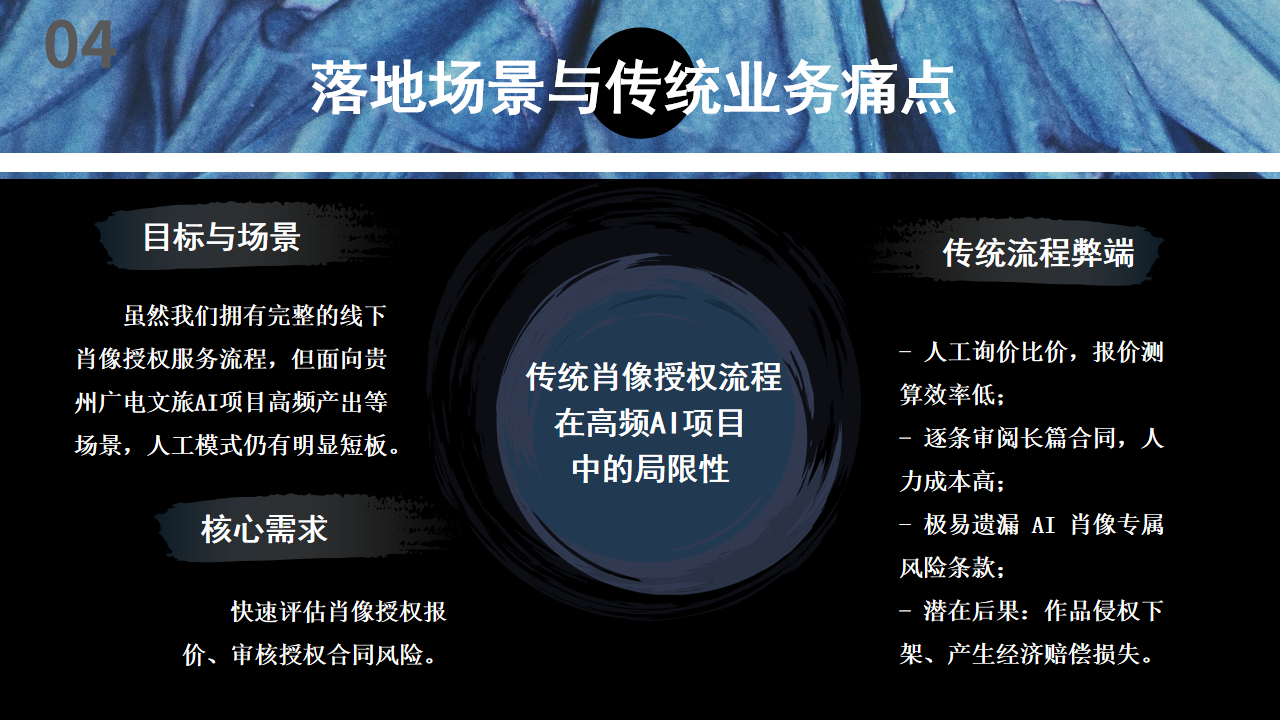 04
落地场景与传统业务痛点
目标与场景
虽然我们拥有完整的线下
肖像授权服务流程，但面向贵
州广电文旅AI项目高频产出等
场景，人工模式仍有明显短板。
核心需求
快速评估肖像授权报
价、审核授权合同风险。
传统肖像授权流程
在高频AI项目
中的局限性
传统流程弊端
- 人工询价比价，报价测
算效率低；
- 逐条审阅长篇合同，人
力成本高；
- 极易遗漏 AI 肖像专属
风险条款；
- 潜在后果：作品侵权下
架、产生经济赔偿损失。